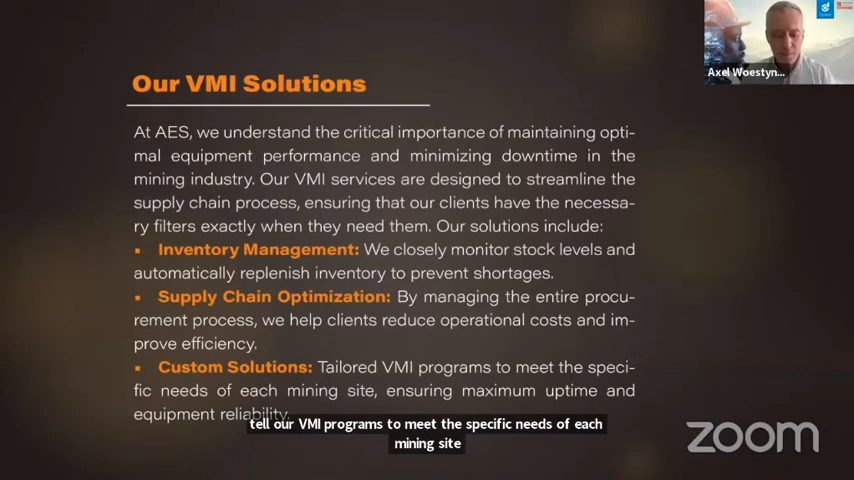 Our VMI Solutions
At AES, we understand the critical importance of maintaining opti-
mal equipment performance and minimizing downtime in the
mining industry. Our VMI services are designed to streamline the
supply chain process, ensuring that our clients have the necessa-
ry filters exactly when they need them. Our solutions include:
▪ Inventory Management: We closely monitor stock levels and
automatically replenish inventory to prevent shortages.
▪ Supply Chain Optimization: By managing the entire procu-
rement process, we help clients reduce operational costs and im-
prove efficiency.
▪ Custom Solutions: Tailored VMI programs to meet the speci-
fic needs of each mining site, ensuring maximum uptime and
equipment reliability.
tell our VMI programs to meet the specific needs of each
mining site
Axel Woestyn...
zoom